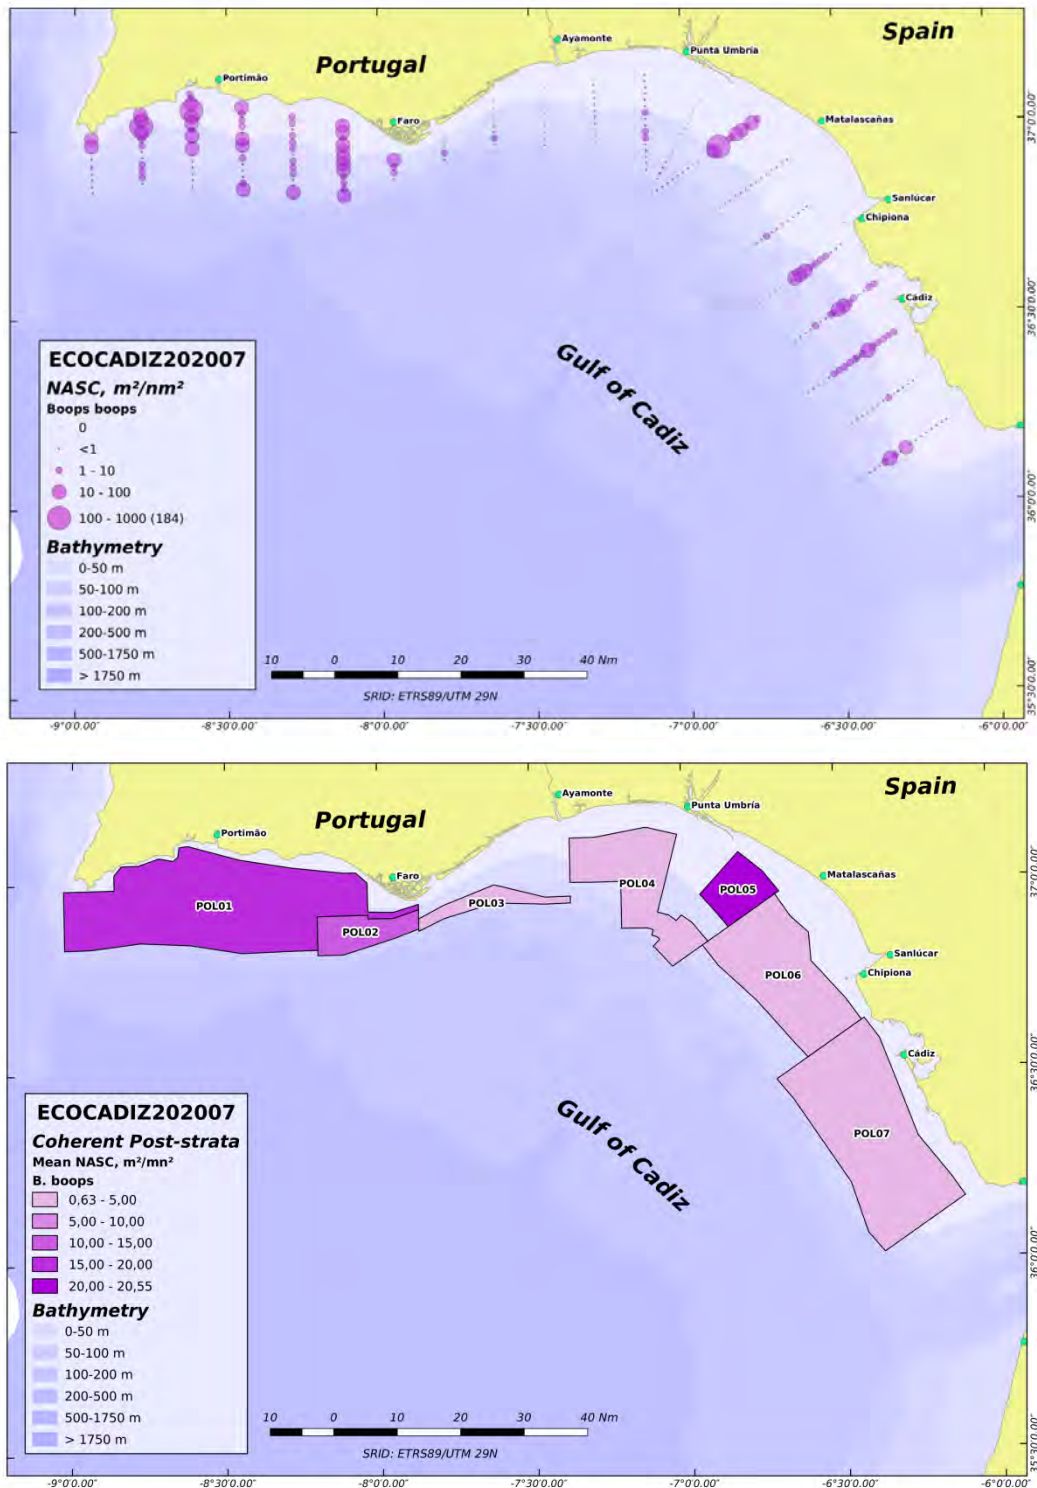 Spain
Portugal
Ayamonte
Punta Umbría
Portimão
Faro
Matalascañas
Sanlúcar
Chipiona
Cádiz
Gulf of Cadiz
ECOCADIZ202007
NASC, m²/nm²
Boops boops
0
<1
1 - 10
10 - 100
100 - 1000 (184)
Bathymetry
0-50 m
50-100 m
100-200 m
200-500 m
500-1750 m
> 1750 m
10 0 10 20 30 40 Nm
SRID: ETRS89/UTM 29N
37°0'0.00"
36°30'0.00"
36°0'0.00"
35°30'0.00"
-9°0'0.00" -8°30'0.00" -8°0'0.00" -7°30'0.00" -7°0'0.00" -6°30'0.00" -6°0'0.00"
Spain
Portugal
Ayamonte
Punta Umbría
Portimão
Faro
Matalascañas
Sanlúcar
Chipiona
Cádiz
POL01
POL02
POL03
POL04
POL05
POL06
POL07
Gulf of Cadiz
ECOCADIZ202007
Coherent Post-strata
Mean NASC, m²/mn²
B. boops
0,63 - 5,00
5,00 - 10,00
10,00 - 15,00
15,00 - 20,00
20,00 - 20,55
Bathymetry
0-50 m
50-100 m
100-200 m
200-500 m
500-1750 m
> 1750 m
10 0 10 20 30 40 Nm
SRID: ETRS89/UTM 29N
37°0'0.00"
36°30'0.00"
36°0'0.00"
35°30'0.00"
-9°0'0.00" -8°30'0.00" -8°0'0.00" -7°30'0.00" -7°0'0.00" -6°30'0.00" -6°0'0.00"